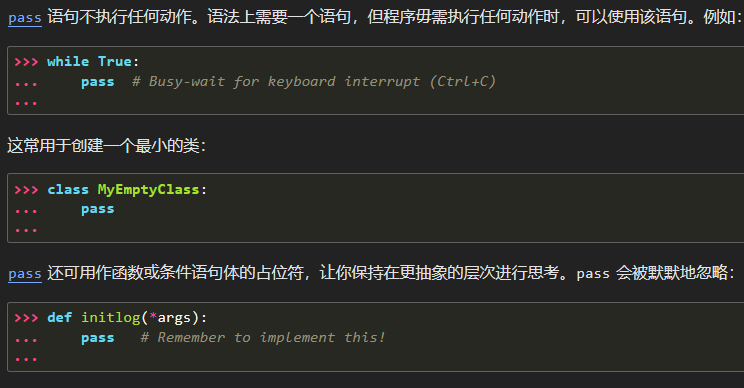 pass 语句不执行任何动作。语法上需要一个语句，但程序毋需执行任何动作时，可以使用该语句。例如：
>>> while True:
...     pass  # Busy-wait for keyboard interrupt (Ctrl+C)
...
这常用于创建一个最小的类：
>>> class MyEmptyClass:
...     pass
...
pass 还可用作函数或条件语句体的占位符，让你保持在更抽象的层次进行思考。pass 会被默默地忽略：
>>> def initlog(*args):
...     pass   # Remember to implement this!
...